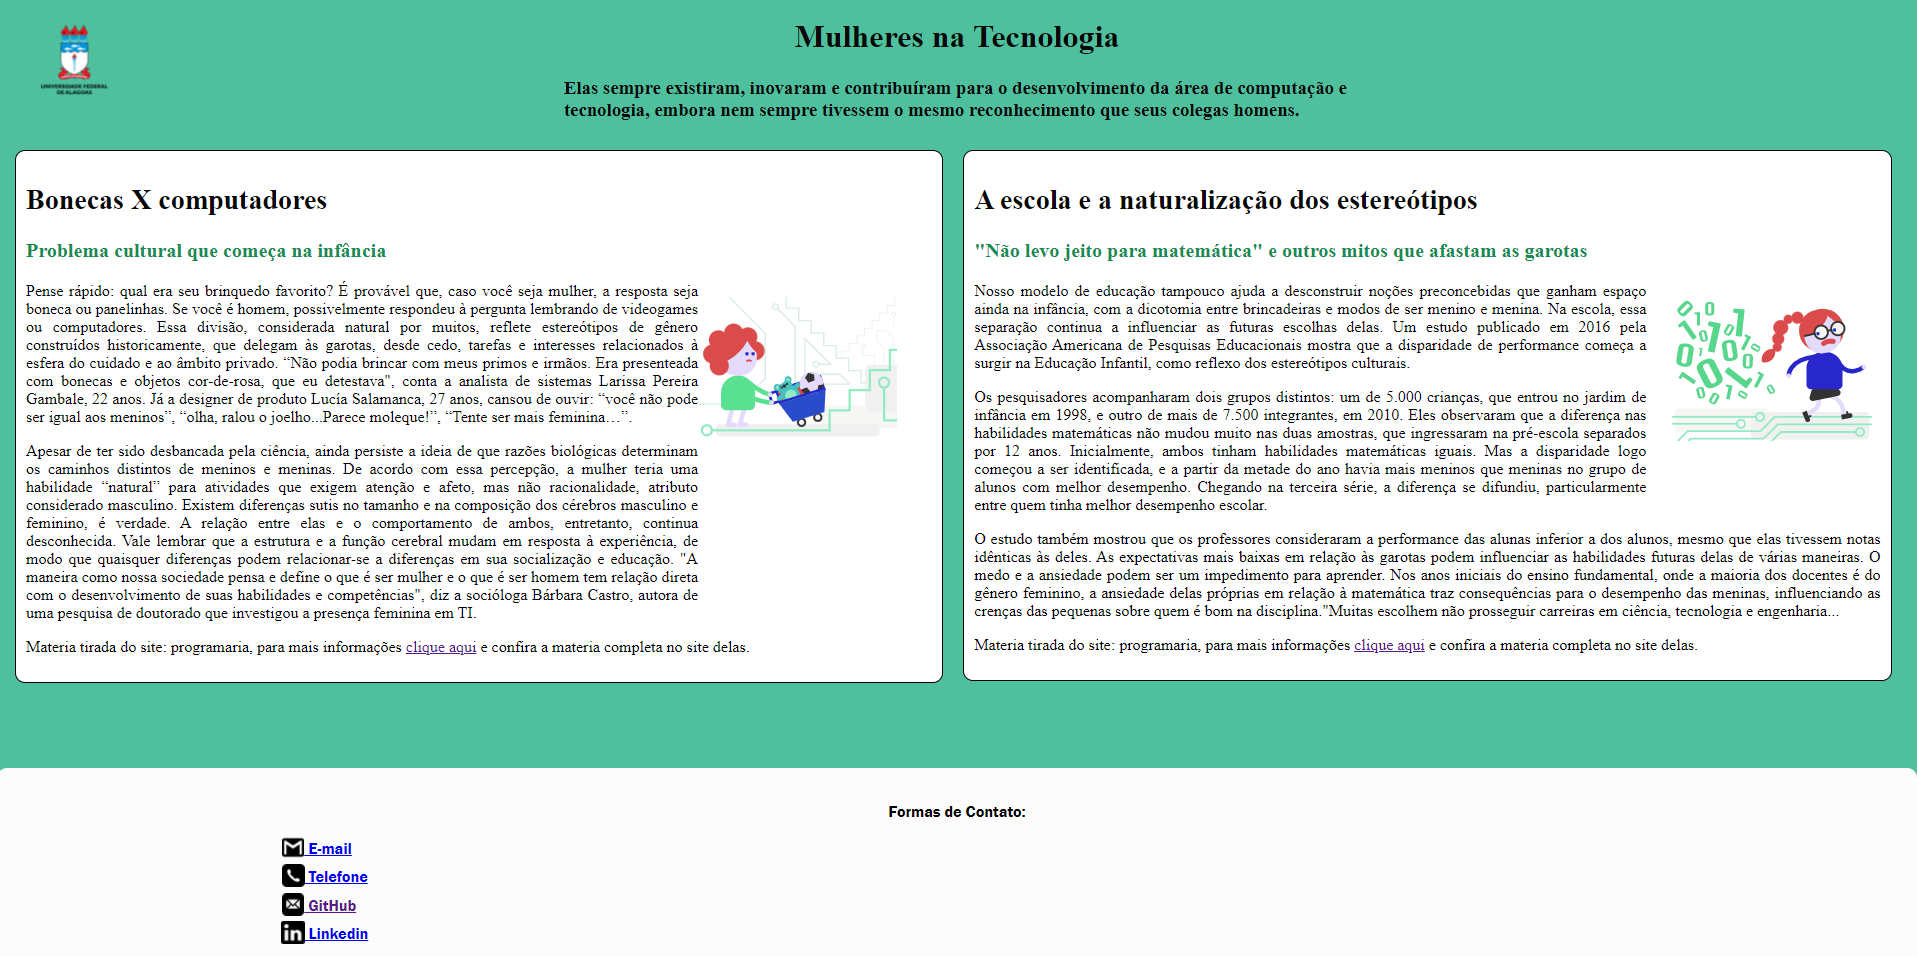 UNIVERSIDADE FEDERAL
DE ALAGOAS
Mulheres na Tecnologia
Elas sempre existiram, inovaram e contribuíram para o desenvolvimento da área de computação e
tecnologia, embora nem sempre tivessem o mesmo reconhecimento que seus colegas homens.
Bonecas X computadores
Problema cultural que começa na infância
Pense rápido: qual era seu brinquedo favorito? É provável que, caso você seja mulher, a resposta seja
boneca ou panelinhas. Se você é homem, possivelmente respondeu à pergunta lembrando de videogames
ou computadores. Essa divisão, considerada natural por muitos, reflete estereótipos de gênero
construídos historicamente, que delegam às garotas, desde cedo, tarefas e interesses relacionados à
esfera do cuidado e ao âmbito privado. “Não podia brincar com meus primos e irmãos. Era presenteada
com bonecas e objetos cor-de-rosa, que eu detestava", conta a analista de sistemas Larissa Pereira
Gambale, 22 anos. Já a designer de produto Lucía Salamanca, 27 anos, cansou de ouvir: “você não pode
ser igual aos meninos”, “olha, ralou o joelho...Parece moleque!”, “Tente ser mais feminina…”.
Apesar de ter sido desbancada pela ciência, ainda persiste a ideia de que razões biológicas determinam
os caminhos distintos de meninos e meninas. De acordo com essa percepção, a mulher teria uma
habilidade “natural” para atividades que exigem atenção e afeto, mas não racionalidade, atributo
considerado masculino. Existem diferenças sutis no tamanho e na composição dos cérebros masculino e
feminino, é verdade. A relação entre elas e o comportamento de ambos, entretanto, continua
desconhecida. Vale lembrar que a estrutura e a função cerebral mudam em resposta à experiência, de
modo que quaisquer diferenças podem relacionar-se a diferenças em sua socialização e educação. "A
maneira como nossa sociedade pensa e define o que é ser mulher e o que é ser homem tem relação direta
com o desenvolvimento de suas habilidades e competências", diz a socióloga Bárbara Castro, autora de
uma pesquisa de doutorado que investigou a presença feminina em TI.
Materia tirada do site: programaria, para mais informações clique aqui e confira a materia completa no site delas.
A escola e a naturalização dos estereótipos
"Não levo jeito para matemática" e outros mitos que afastam as garotas
Nosso modelo de educação tampouco ajuda a desconstruir noções preconcebidas que ganham espaço
ainda na infância, com a dicotomia entre brincadeiras e modos de ser menino e menina. Na escola, essa
separação continua a influenciar as futuras escolhas delas. Um estudo publicado em 2016 pela
Associação Americana de Pesquisas Educacionais mostra que a disparidade de performance começa a
surgir na Educação Infantil, como reflexo dos estereótipos culturais.
Os pesquisadores acompanharam dois grupos distintos: um de 5.000 crianças, que entrou no jardim de
infância em 1998, e outro de mais de 7.500 integrantes, em 2010. Eles observaram que a diferença nas
habilidades matemáticas não mudou muito nas duas amostras, que ingressaram na pré-escola separados
por 12 anos. Inicialmente, ambos tinham habilidades matemáticas iguais. Mas a disparidade logo
começou a ser identificada, e a partir da metade do ano havia mais meninos que meninas no grupo de
alunos com melhor desempenho. Chegando na terceira série, a diferença se difundiu, particularmente
entre quem tinha melhor desempenho escolar.
O estudo também mostrou que os professores consideraram a performance das alunas inferior a dos alunos, mesmo que elas tivessem notas
idênticas às deles. As expectativas mais baixas em relação às garotas podem influenciar as habilidades futuras delas de várias maneiras. O
medo e a ansiedade podem ser um impedimento para aprender. Nos anos iniciais do ensino fundamental, onde a maioria dos docentes é do
gênero feminino, a ansiedade delas próprias em relação à matemática traz consequências para o desempenho das meninas, influenciando as
crenças das pequenas sobre quem é bom na disciplina."Muitas escolhem não prosseguir carreiras em ciência, tecnologia e engenharia...
Materia tirada do site: programaria, para mais informações clique aqui e confira a materia completa no site delas.
Formas de Contato:
E-mail
Telefone
GitHub
Linkedin